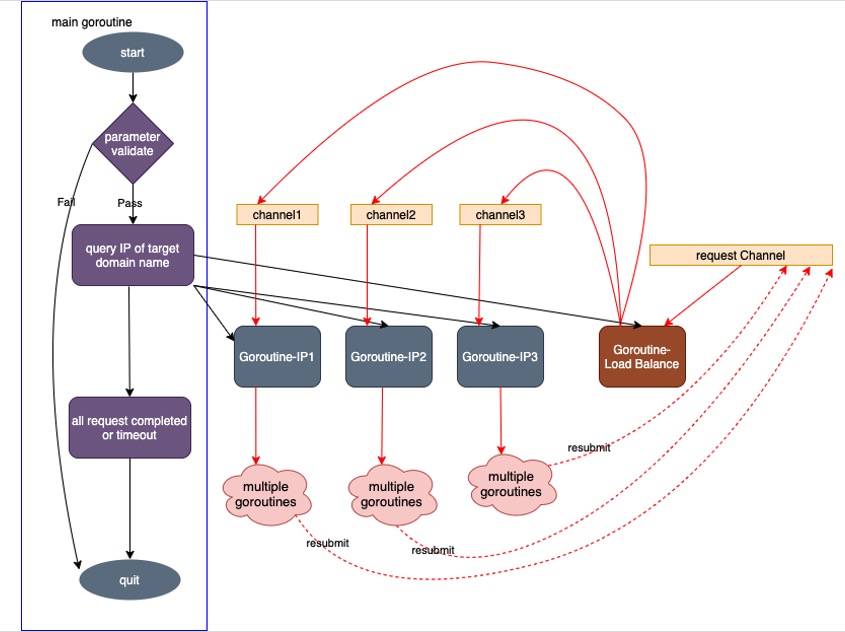 main goroutine
start
parameter
validate
Fail
Pass
query IP of target
domain name
all request completed
or timeout
quit
channel1
channel2
channel3
request Channel
Goroutine-IP1
Goroutine-IP2
Goroutine-IP3
Goroutine-
Load Balance
multiple
goroutines
multiple
goroutines
multiple
goroutines
resubmit
resubmit
resubmit